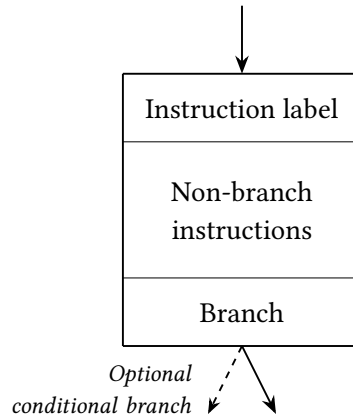 Instruction label
Non-branch
instructions
Branch
Optional
conditional branch